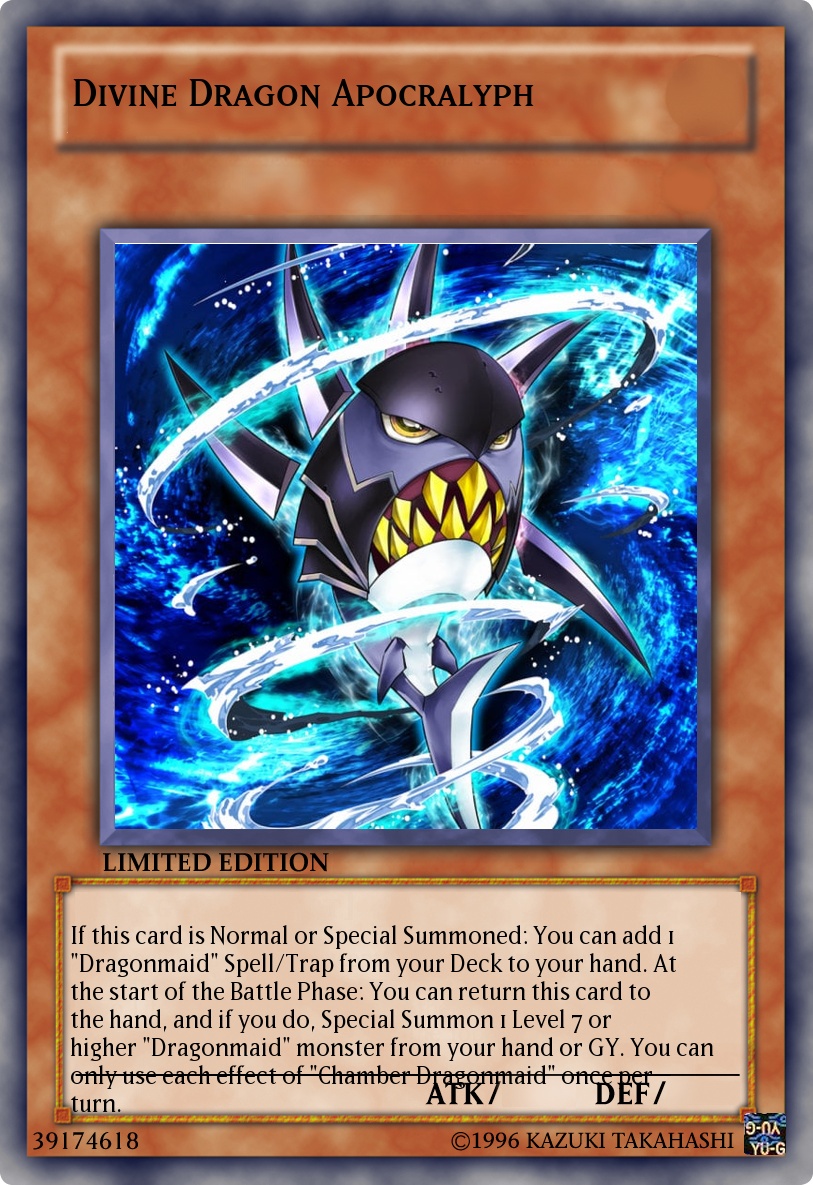 Divine Dragon Apocralyph
LIMITED EDITION
If this card is Normal or Special Summoned: You can add 1
"Dragonmaid" Spell/Trap from your Deck to your hand. At
the start of the Battle Phase: You can return this card to
the hand, and if you do, Special Summon 1 Level 7 or
higher "Dragonmaid" monster from your hand or GY. You can
only use each effect of "Chamber Dragonmaid" once per
turn.
ATK/ DEF/
39174618 ©1996 KAZUKI TAKAHASHI